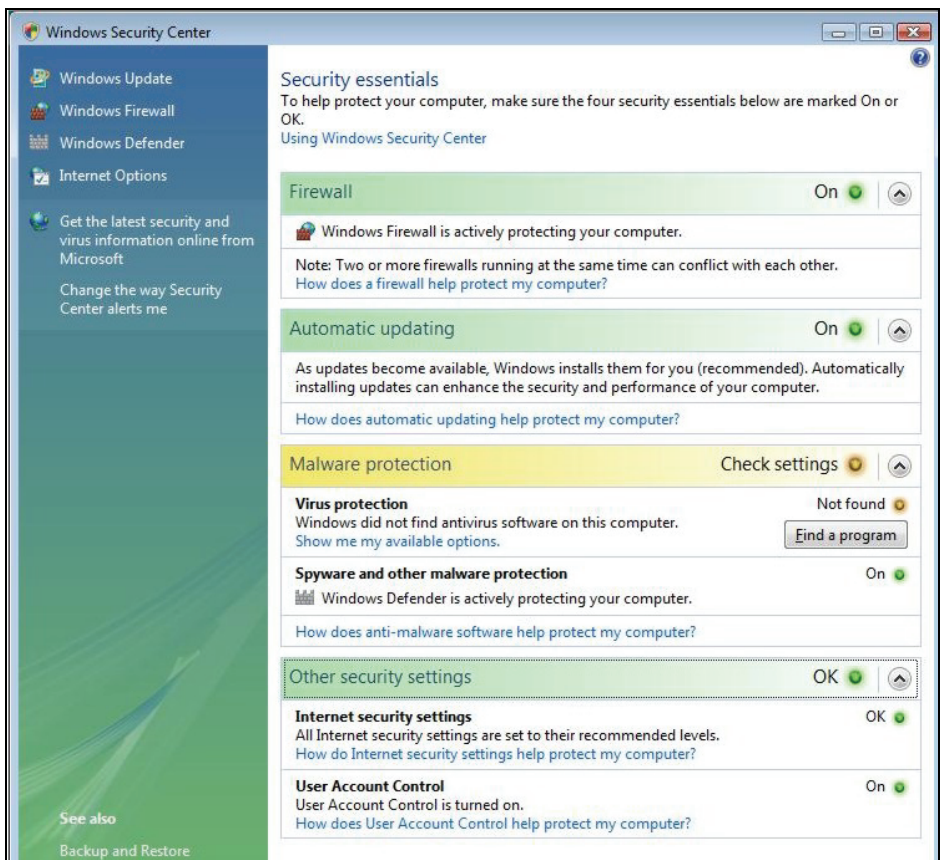 Windows Security Center
Windows Update
Windows Firewall
Windows Defender
Internet Options
Get the latest security and
virus information online from
Microsoft
Change the way Security
Center alerts me
See also
Backup and Restore
Security essentials
To help protect your computer, make sure the four security essentials below are marked On or
OK.
Using Windows Security Center
Firewall On
Windows Firewall is actively protecting your computer.
Note: Two or more firewalls running at the same time can conflict with each other.
How does a firewall help protect my computer?
Automatic updating On
As updates become available, Windows installs them for you (recommended). Automatically
installing updates can enhance the security and performance of your computer.
How does automatic updating help protect my computer?
Malware protection Check settings
Virus protection Not found
Windows did not find antivirus software on this computer.
Show me my available options. Find a program
Spyware and other malware protection On
Windows Defender is actively protecting your computer.
How does anti-malware software help protect my computer?
Other security settings OK
Internet security settings OK
All Internet security settings are set to their recommended levels.
How do Internet security settings help protect my computer?
User Account Control On
User Account Control is turned on.
How does User Account Control help protect my computer?